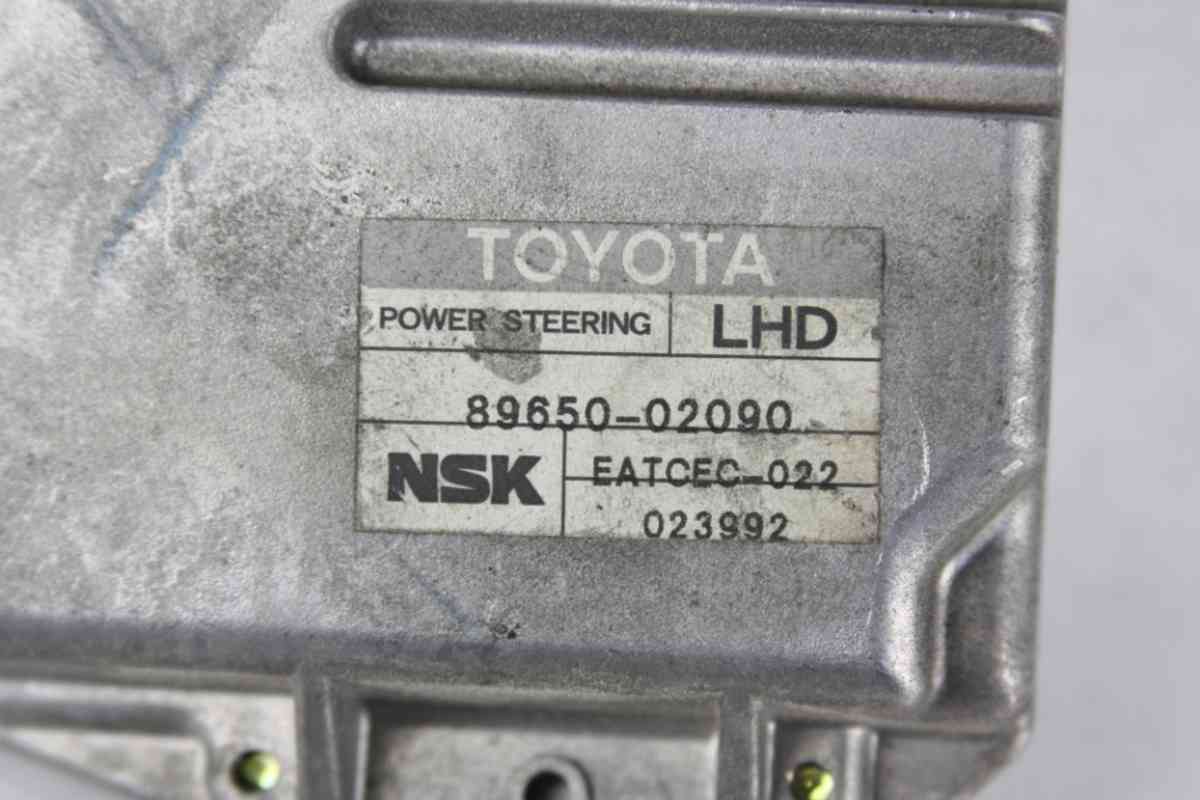 TOYOTA
POWER STEERING LHD
89650-02090
NSK EATCEC-022
023992